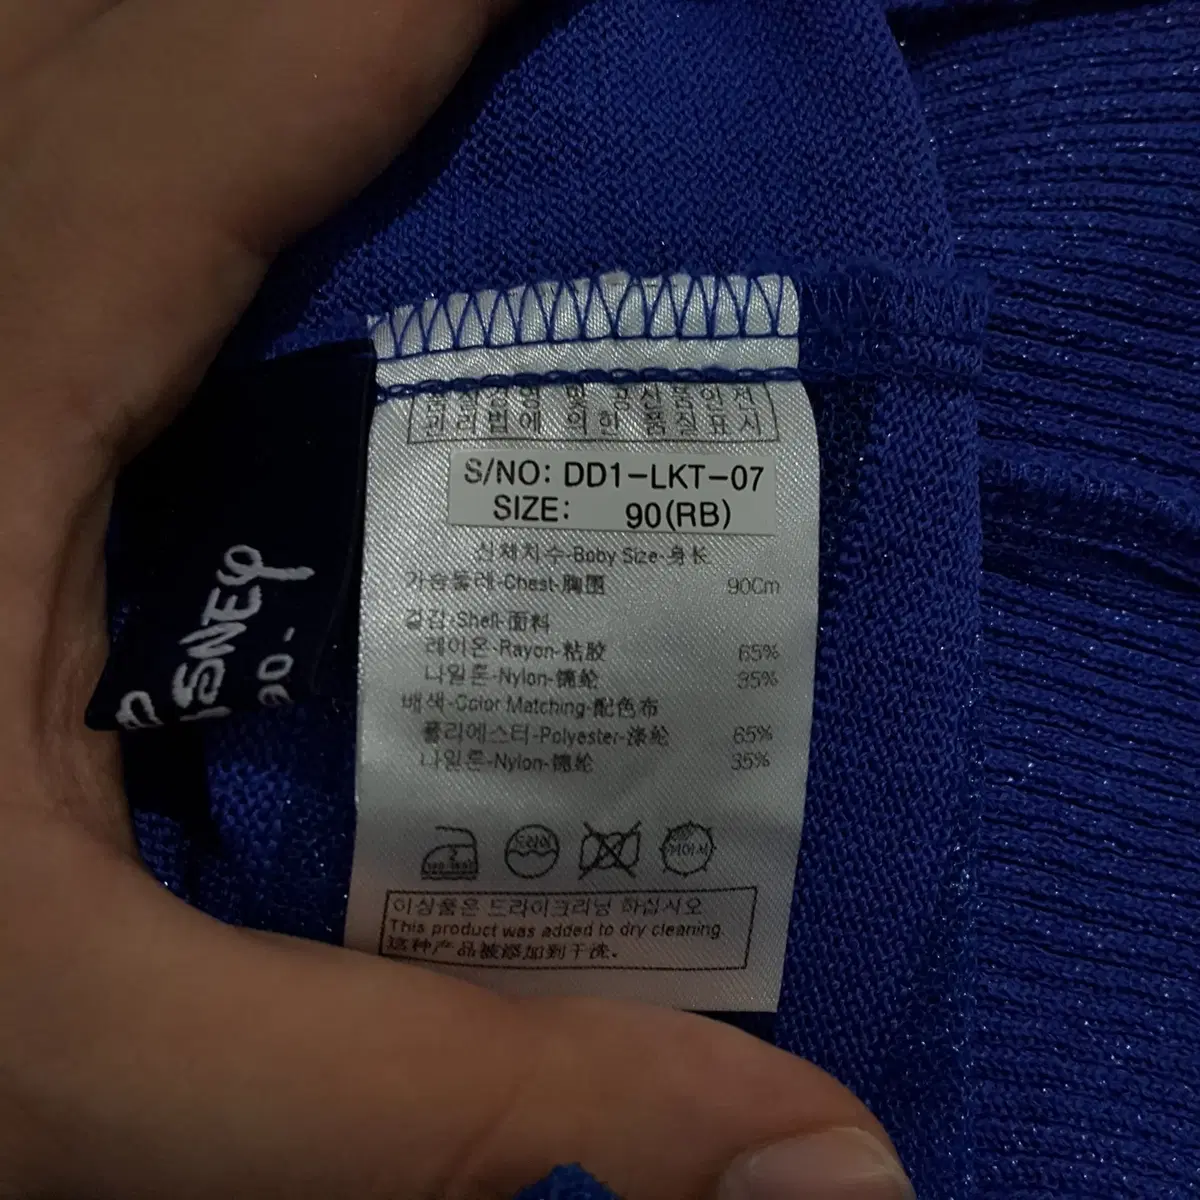 관리법에 의한 품질표시
S/NO: DD1-LKT-07
SIZE: 90(RB)
신체치수-Boby Size-身长
가슴둘레-Chest-胸围 90Cm
겉감-Shell-面料
레이온-Rayon-粘胶 65%
나일론-Nylon-锦纶 35%
배색-Color Matching-配色布
폴리에스터-Polyester-涤纶 65%
나일론-Nylon-锦纶 35%
드라이
이상품은 드라이크리닝 하십시오
This product was added to dry cleaning.
这种产品被添加到干洗.
90